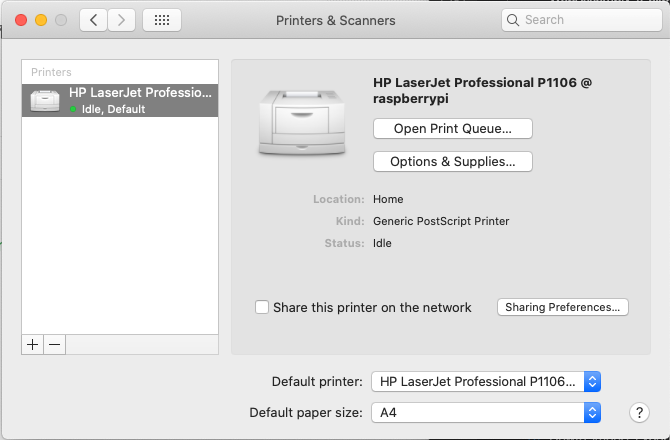 Printers & Scanners
Search
Printers
HP LaserJet Professio...
Idle, Default
HP LaserJet Professional P1106 @
raspberrypi
Open Print Queue...
Options & Supplies...
Location: Home
Kind: Generic PostScript Printer
Status: Idle
Share this printer on the network
Sharing Preferences...
+ −
Default printer: HP LaserJet Professional P1106...
Default paper size: A4
?